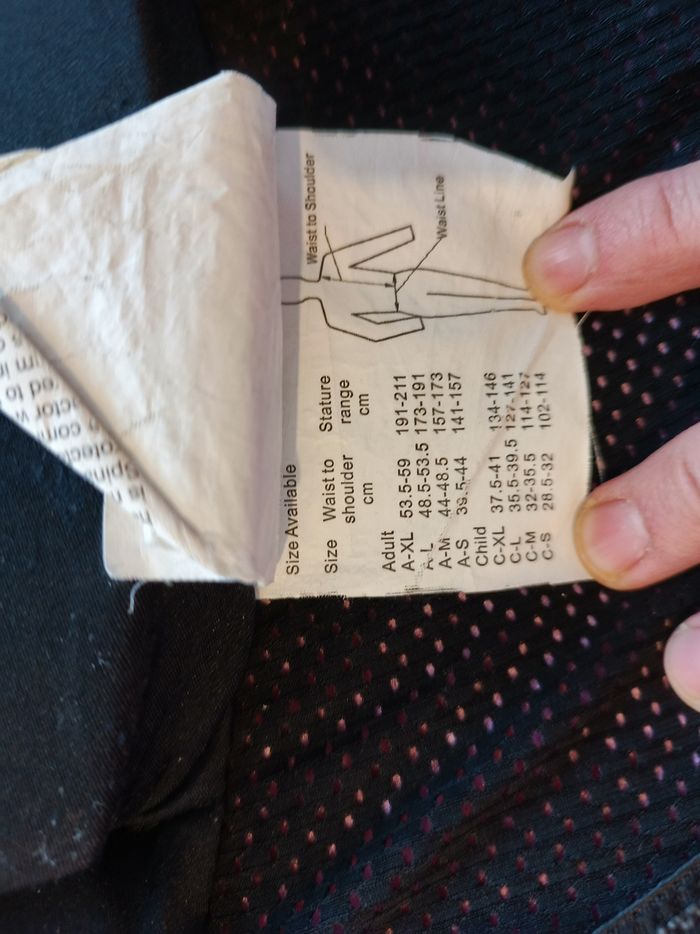 Size Available
Size Waist to shoulder cm Stature range cm
Adult
A-XL 53.5-59 191-211
A-L 48.5-53.5 173-191
A-M 44-48.5 157-173
A-S 39.5-44 141-157
Child
C-XL 37.5-41 134-146
C-L 35.5-39.5 127-141
C-M 32-35.5 114-127
C-S 28.5-32 102-114
Waist to Shoulder
Waist Line